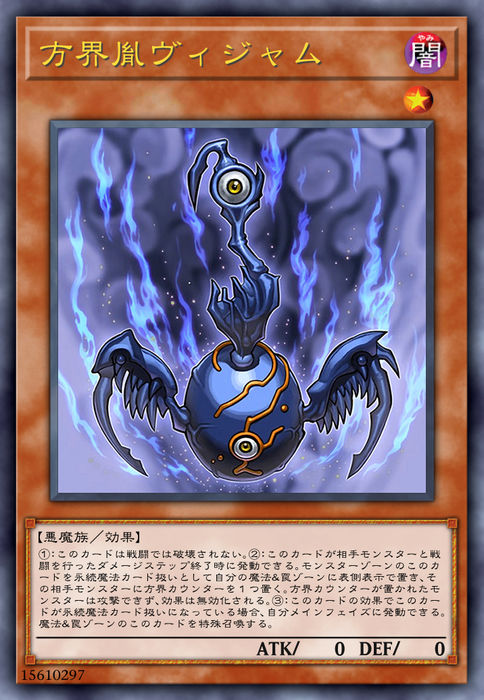 方界胤ヴィジャム
やみ
闇
【悪魔族／効果】
①:このカードは戦闘では破壊されない。②:このカードが相手モンスターと戦
闘を行ったダメージステップ終了時に発動できる。モンスターゾーンのこのカ
ードを永続魔法カード扱いとして自分の魔法&罠ゾーンに表側表示で置き、そ
の相手モンスターに方界カウンターを１つ置く。方界カウンターが置かれたモ
ンスターは攻撃できず、効果は無効化される。③:このカードの効果でこのカー
ドが永続魔法カード扱いになっている場合、自分メインフェイズに発動できる。
魔法&罠ゾーンのこのカードを特殊召喚する。
ATK/ 0 DEF/ 0
15610297